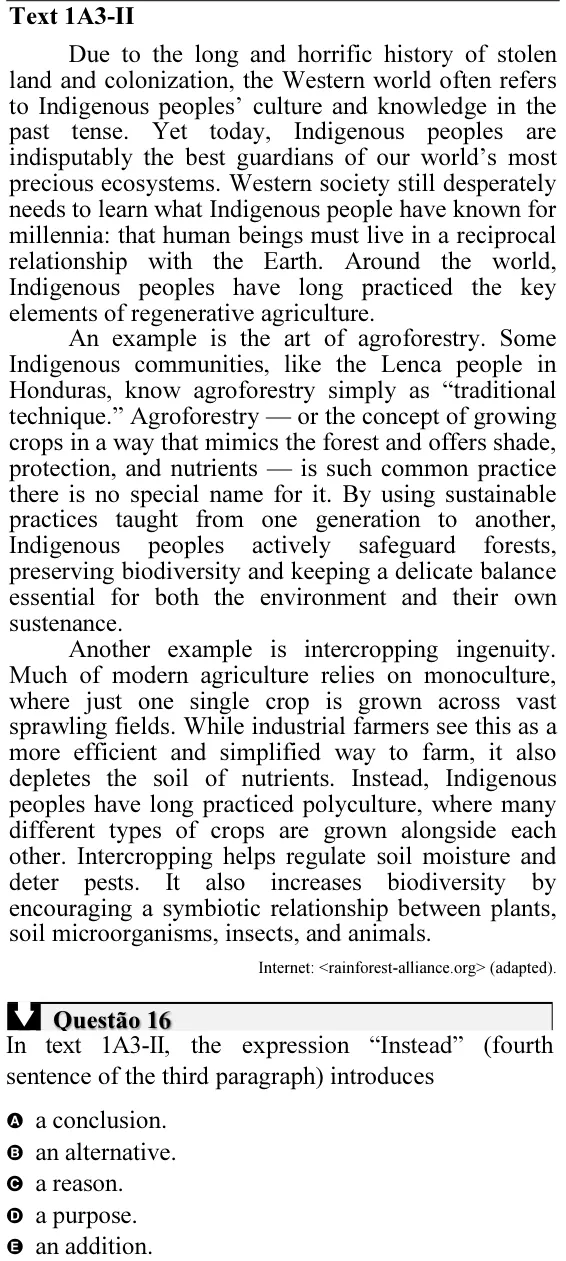 Text 1A3-II
Due to the long and horrific history of stolen
land and colonization, the Western world often refers
to Indigenous peoples’ culture and knowledge in the
past tense. Yet today, Indigenous peoples are
indisputably the best guardians of our world’s most
precious ecosystems. Western society still desperately
needs to learn what Indigenous people have known for
millennia: that human beings must live in a reciprocal
relationship with the Earth. Around the world,
Indigenous peoples have long practiced the key
elements of regenerative agriculture.
An example is the art of agroforestry. Some
Indigenous communities, like the Lenca people in
Honduras, know agroforestry simply as “traditional
technique.” Agroforestry — or the concept of growing
crops in a way that mimics the forest and offers shade,
protection, and nutrients — is such common practice
there is no special name for it. By using sustainable
practices taught from one generation to another,
Indigenous peoples actively safeguard forests,
preserving biodiversity and keeping a delicate balance
essential for both the environment and their own
sustenance.
Another example is intercropping ingenuity.
Much of modern agriculture relies on monoculture,
where just one single crop is grown across vast
sprawling fields. While industrial farmers see this as a
more efficient and simplified way to farm, it also
depletes the soil of nutrients. Instead, Indigenous
peoples have long practiced polyculture, where many
different types of crops are grown alongside each
other. Intercropping helps regulate soil moisture and
deter pests. It also increases biodiversity by
encouraging a symbiotic relationship between plants,
soil microorganisms, insects, and animals.
Internet: <rainforest-alliance.org> (adapted).
Questão 16
In text 1A3-II, the expression “Instead” (fourth
sentence of the third paragraph) introduces
A a conclusion.
B an alternative.
C a reason.
D a purpose.
E an addition.